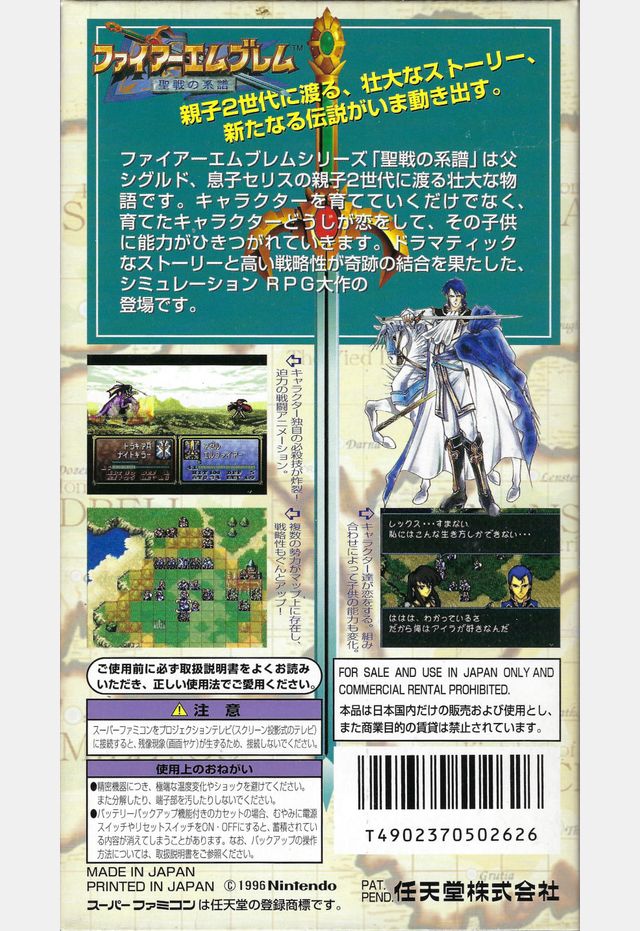 ファイアーエムブレム™
聖戦の系譜
親子2世代に渡る、壮大なストーリー、
新たなる伝説がいま動き出す。
ファイアーエムブレムシリーズ「聖戦の系譜」は父
シグルド、息子セリスの親子2世代に渡る壮大な物
語です。キャラクターを育てていくだけでなく、
育てたキャラクターどうしが恋をして、その子供
に能力がひきつがれていきます。ドラマティック
なストーリーと高い戦略性が奇跡の結合を果たした、
シミュレーションRPG大作の
登場です。
キャラクター独自の必殺技が炸裂!
迫力の戦闘アニメーション。
トラキアA
ナイトキラー
エルファイアー
複数の勢力がマップ上に存在し、
戦略性もぐんとアップ!
キャラクター達が恋をする。組み
合わせによって子供の能力も変化。
レックス・・・すまない
私にはこんな生き方しかできない・・・
ははは、わかっているさ
だから俺はアイラが好きなんだ
ご使用前に必ず取扱説明書をよくお読み
いただき、正しい使用法でご愛用ください。
注 意
スーパーファミコンをプロジェクションテレビ(スクリーン投影式のテレビ)
に接続すると、残像現象(画面ヤケ)が生ずるため、接続しないでください。
使用上のおねがい
●精密機器につき、極端な温度変化やショックを避けてください。
また分解したり、端子部を汚したりしないでください。
●バッテリーバックアップ機能付きのカセットの場合、むやみに電源
スイッチやリセットスイッチをON・OFFにすると、蓄積されてい
る内容が消えてしまうことがあります。なお、バックアップの操作
方法については、取扱説明書をご参照ください。
FOR SALE AND USE IN JAPAN ONLY AND
COMMERCIAL RENTAL PROHIBITED.
本品は日本国内だけの販売および使用とし、
また商業目的の賃貸は禁止されています。
T4902370502626
MADE IN JAPAN
PRINTED IN JAPAN ©1996 Nintendo
スーパーファミコンは任天堂の登録商標です。
PAT.
PEND.
任天堂株式会社
Darna
Leinster
Grutia